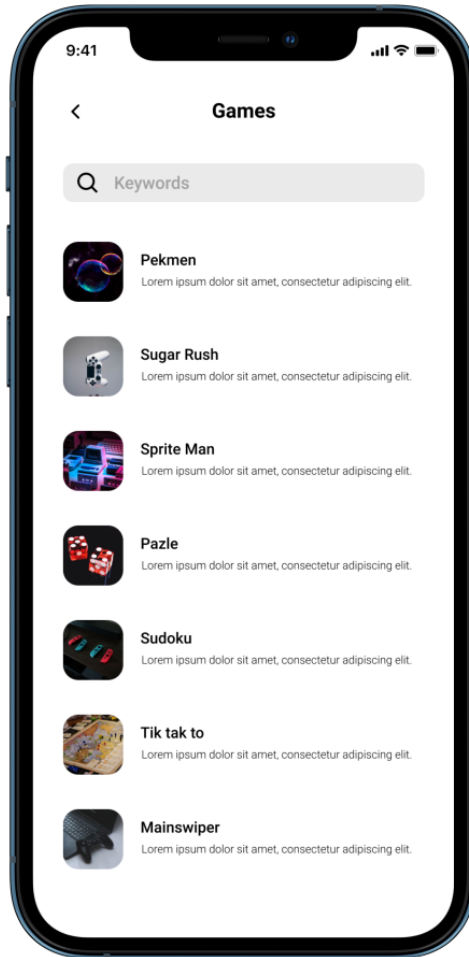 9:41
Games
Keywords
Pekmen
Lorem ipsum dolor sit amet, consectetur adipiscing elit.
Sugar Rush
Lorem ipsum dolor sit amet, consectetur adipiscing elit.
Sprite Man
Lorem ipsum dolor sit amet, consectetur adipiscing elit.
Pazle
Lorem ipsum dolor sit amet, consectetur adipiscing elit.
Sudoku
Lorem ipsum dolor sit amet, consectetur adipiscing elit.
Tik tak to
Lorem ipsum dolor sit amet, consectetur adipiscing elit.
Mainswiper
Lorem ipsum dolor sit amet, consectetur adipiscing elit.